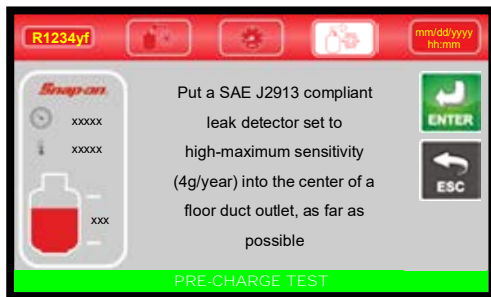 R1234yf
mm/dd/yyyy
hh:mm
Snap-on
xxxxx
xxxxx
xxx
Put a SAE J2913 compliant
leak detector set to
high-maximum sensitivity
(4g/year) into the center of a
floor duct outlet, as far as
possible
ENTER
ESC
PRE-CHARGE TEST